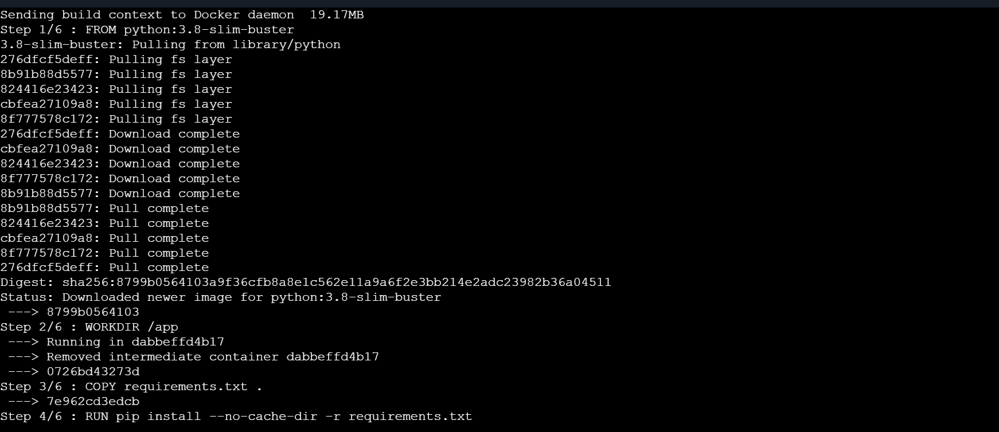 Sending build context to Docker daemon  19.17MB
Step 1/6 : FROM python:3.8-slim-buster
3.8-slim-buster: Pulling from library/python
276dfcf5deff: Pulling fs layer
8b91b88d5577: Pulling fs layer
824416e23423: Pulling fs layer
cbfea27109a8: Pulling fs layer
8f777578c172: Pulling fs layer
276dfcf5deff: Download complete
cbfea27109a8: Download complete
824416e23423: Download complete
8f777578c172: Download complete
8b91b88d5577: Download complete
8b91b88d5577: Pull complete
824416e23423: Pull complete
cbfea27109a8: Pull complete
8f777578c172: Pull complete
276dfcf5deff: Pull complete
Digest: sha256:8799b0564103a9f36cfb8a8e1c562e11a9a6f2e3bb214e2adc23982b36a04511
Status: Downloaded newer image for python:3.8-slim-buster
 ---> 8799b0564103
Step 2/6 : WORKDIR /app
 ---> Running in dabbeffd4b17
 ---> Removed intermediate container dabbeffd4b17
 ---> 0726bd43273d
Step 3/6 : COPY requirements.txt .
 ---> 7e962cd3edcb
Step 4/6 : RUN pip install --no-cache-dir -r requirements.txt